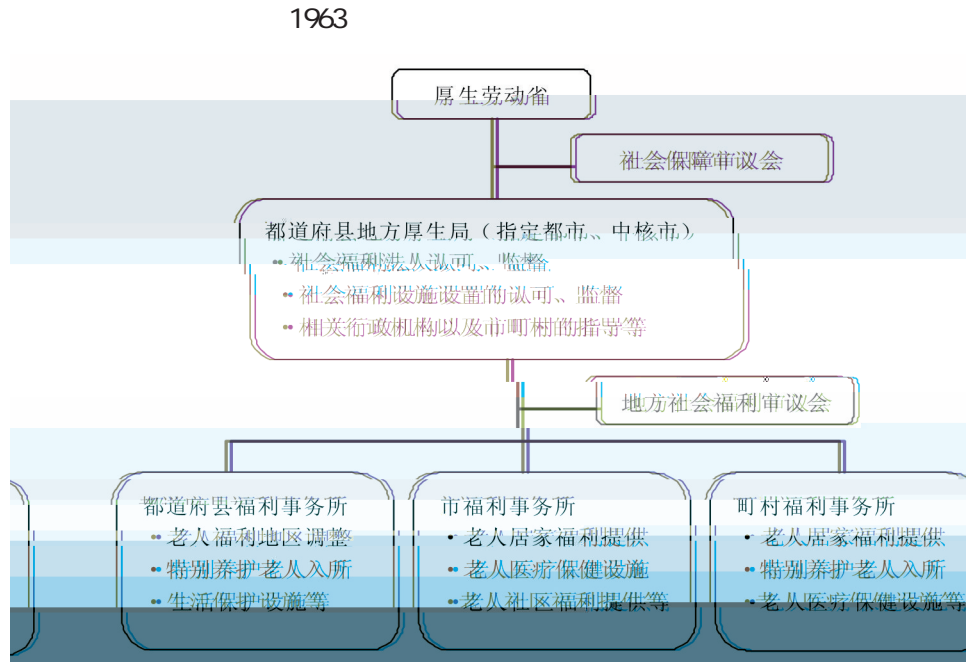 1963
厚生劳动省
社会保障审议会
都道府县地方厚生局（指定都市、中核市）
•社会福利法人认可、监督
•社会福利设施设置的认可、监督
•相关行政机构以及市町村的指导等
地方社会福利审议会
都道府县福利事务所
•老人福利地区调整
•特别养护老人入所
•生活保护设施等
市福利事务所
•老人居家福利提供
•老人医疗保健设施
•老人社区福利提供等
町村福利事务所
•老人居家福利提供
•特别养护老人入所
•老人医疗保健设施等